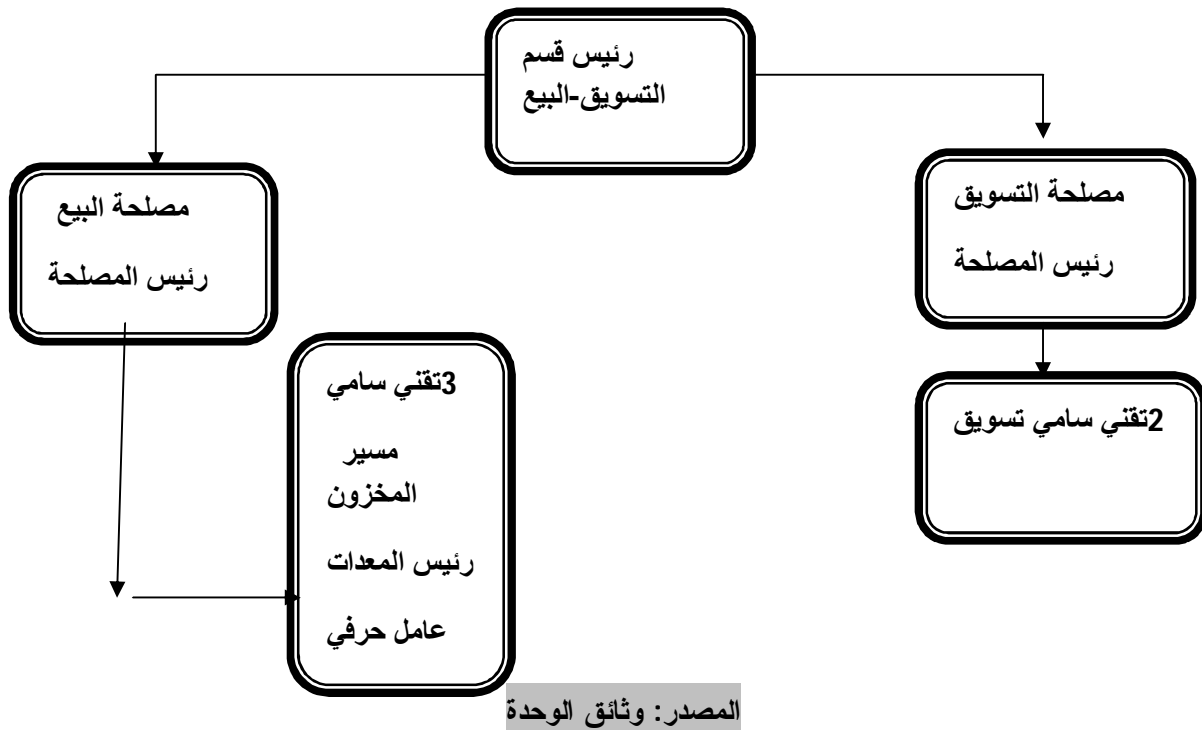 رئيس قسم
التسويق-البيع
مصلحة التسويق
رئيس المصلحة
مصلحة البيع
رئيس المصلحة
2تقني سامي تسويق
3تقني سامي
مسير
المخزون
رئيس المعدات
عامل حرفي
المصدر: وثائق الوحدة